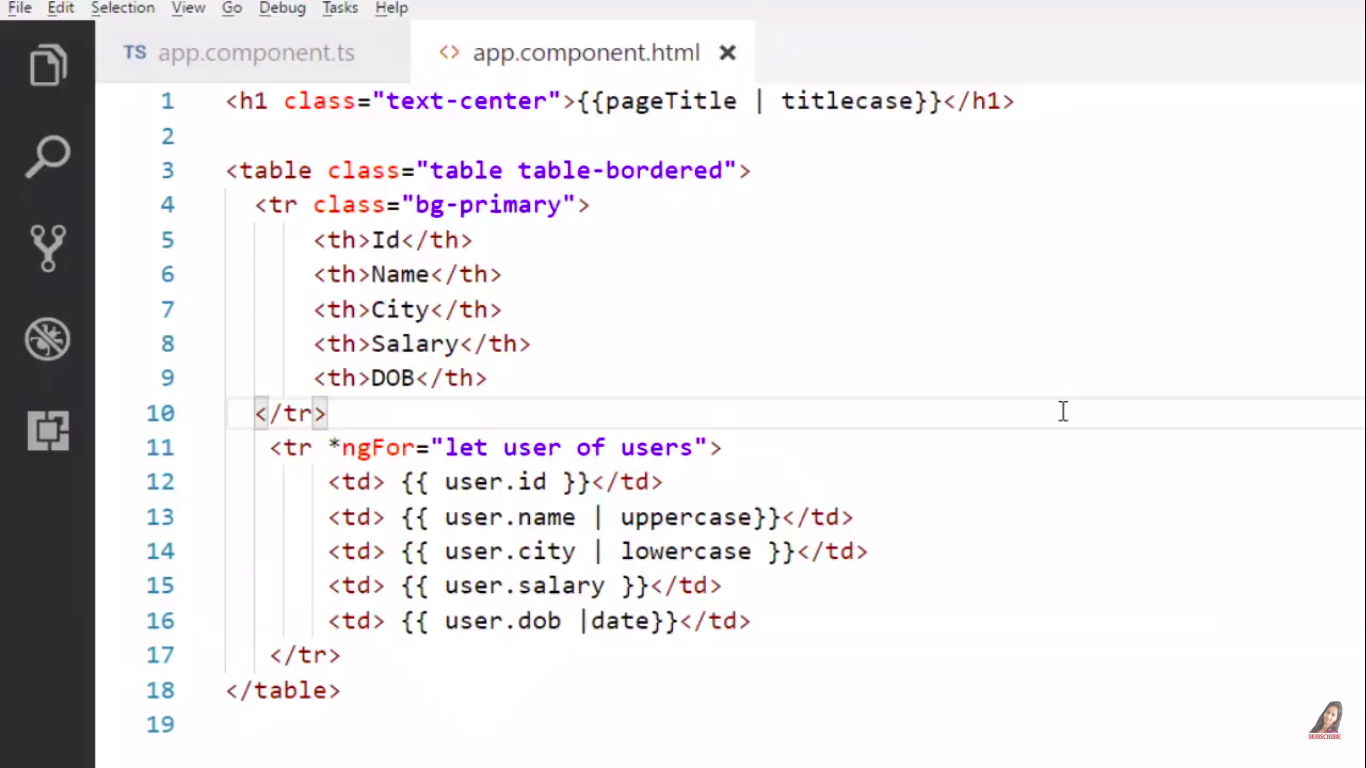 File Edit Selection View Go Debug Tasks Help
TS app.component.ts <> app.component.html ×
1 <h1 class="text-center">{{pageTitle | titlecase}}</h1>
2
3 <table class="table table-bordered">
4 <tr class="bg-primary">
5 <th>Id</th>
6 <th>Name</th>
7 <th>City</th>
8 <th>Salary</th>
9 <th>DOB</th>
10 </tr>
11 <tr *ngFor="let user of users">
12 <td> {{ user.id }}</td>
13 <td> {{ user.name | uppercase}}</td>
14 <td> {{ user.city | lowercase }}</td>
15 <td> {{ user.salary }}</td>
16 <td> {{ user.dob |date}}</td>
17 </tr>
18 </table>
19
SUBSCRIBE